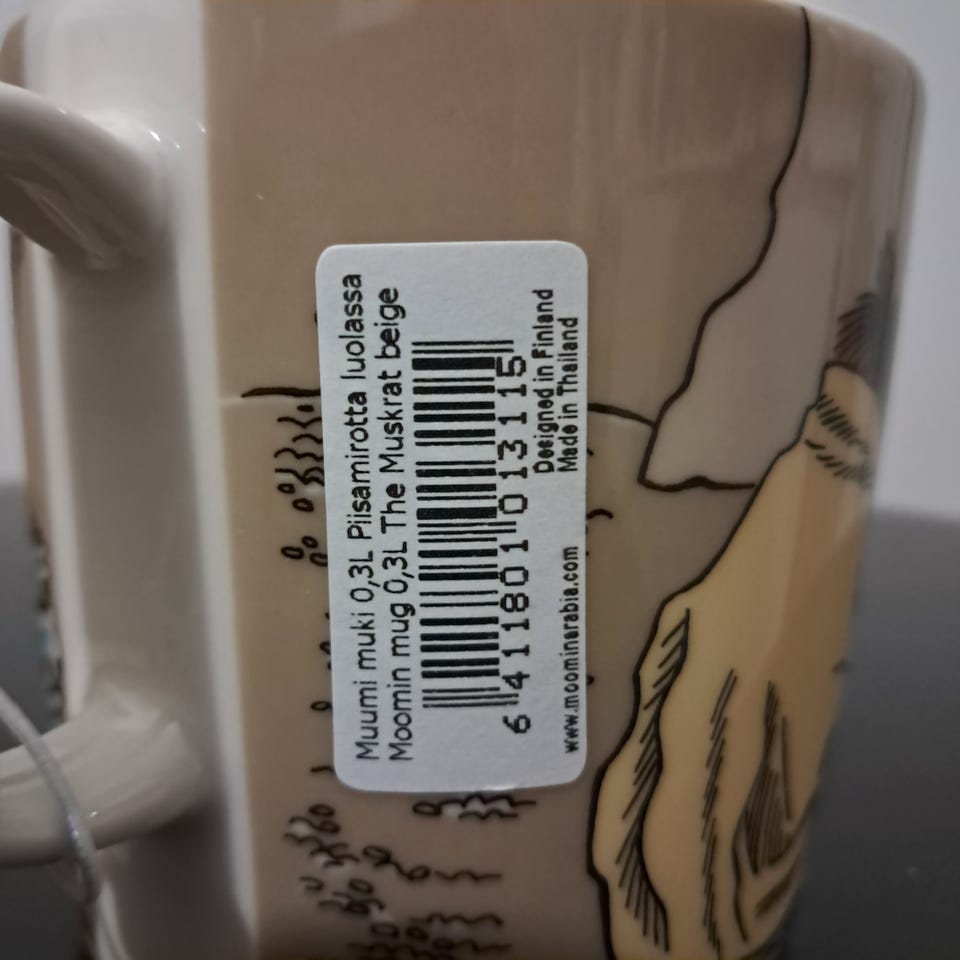 Muumi muki 0,3L Piisamirotta luolassa
Moomin mug 0,3L The Muskrat beige
6 411801 013115
www.moominarabia.com
Designed in Finland
Made in Thailand